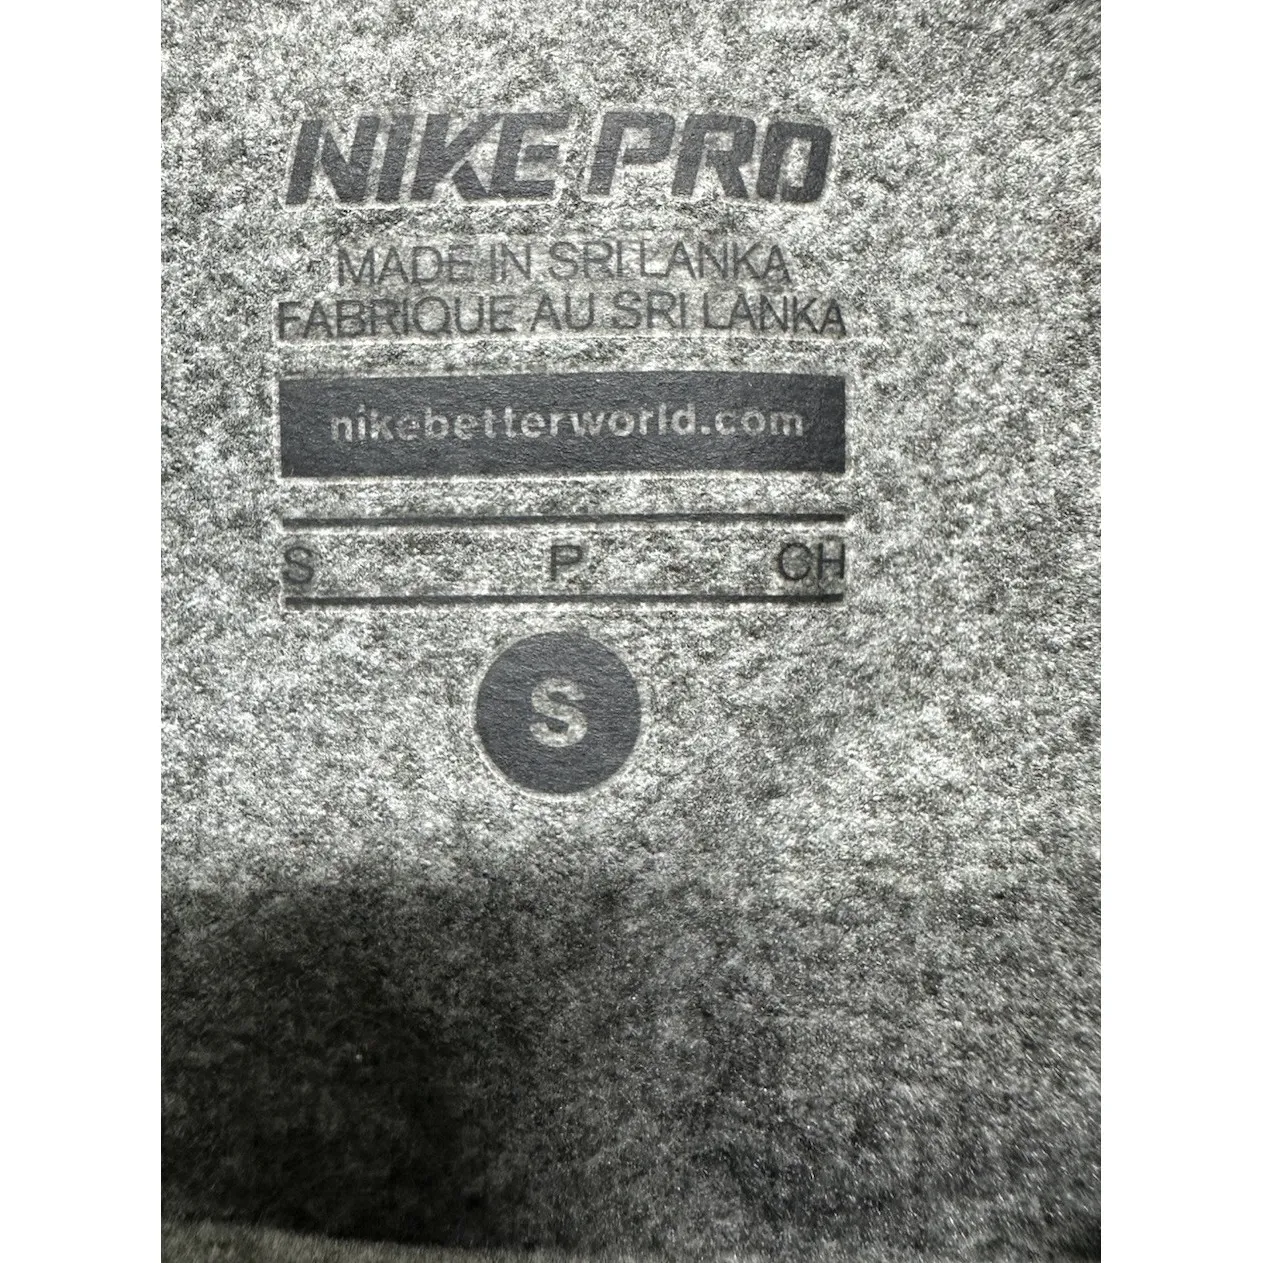 NIKE PRO
MADE IN SRI LANKA
FABRIQUE AU SRI LANKA
nikebetterworld.com
S P CH
S